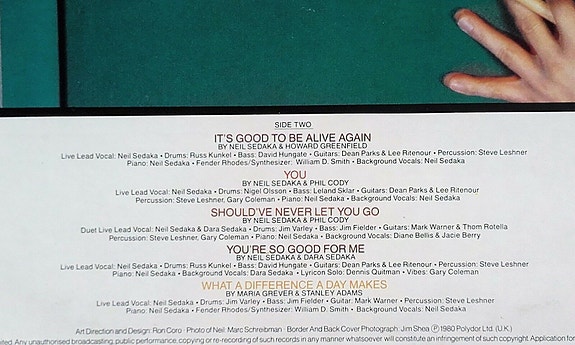 SIDE TWO
IT'S GOOD TO BE ALIVE AGAIN
BY NEIL SEDAKA & HOWARD GREENFIELD
Live Lead Vocal: Neil Sedaka • Drums: Russ Kunkel • Bass: David Hungate • Guitars: Dean Parks & Lee Ritenour • Percussion: Steve Leshner
Piano: Neil Sedaka • Fender Rhodes/Synthesizer: William D. Smith • Background Vocals: Neil Sedaka
YOU
BY NEIL SEDAKA & PHIL CODY
Live Lead Vocal: Neil Sedaka • Drums: Nigel Olsson • Bass: Leland Sklar • Guitars: Dean Parks & Lee Ritenour
Percussion: Steve Leshner, Gary Coleman • Piano: Neil Sedaka • Background Vocals: Neil Sedaka
SHOULD'VE NEVER LET YOU GO
BY NEIL SEDAKA & PHIL CODY
Duet Live Lead Vocal: Neil Sedaka & Dara Sedaka • Drums: Jim Varley • Bass: Jim Fielder • Guitars: Mark Warner & Thom Rotella
Percussion: Steve Leshner, Gary Coleman • Piano: Neil Sedaka • Background Vocals: Diane Bellis & Jacie Berry
YOU'RE SO GOOD FOR ME
BY NEIL SEDAKA & DARA SEDAKA
Live Lead Vocal: Neil Sedaka • Drums: Russ Kunkel • Bass: David Hungate • Guitars: Dean Parks & Lee Ritenour • Percussion: Steve Leshner
Piano: Neil Sedaka • Background Vocals: Dara Sedaka • Lyricon Solo: Dennis Quitman • Vibes: Gary Coleman
WHAT A DIFFERENCE A DAY MAKES
BY MARIA GREVER & STANLEY ADAMS
Live Lead Vocal: Neil Sedaka • Drums: Jim Varley • Bass: Jim Fielder • Guitar: Mark Warner • Percussion: Steve Leshner
Piano: Neil Sedaka • Fender Rhodes: William D. Smith • Background Vocals: Neil Sedaka
Art Direction and Design: Ron Coro · Photo of Neil: Marc Schreibman · Border And Back Cover Photograph: Jim Shea ℗ 1980 Polydor Ltd. (U.K.)
Any unauthorised broadcasting, public performance, copying or re-recording of such records in any manner whatsoever will constitute an infringement of such copyright. Application for